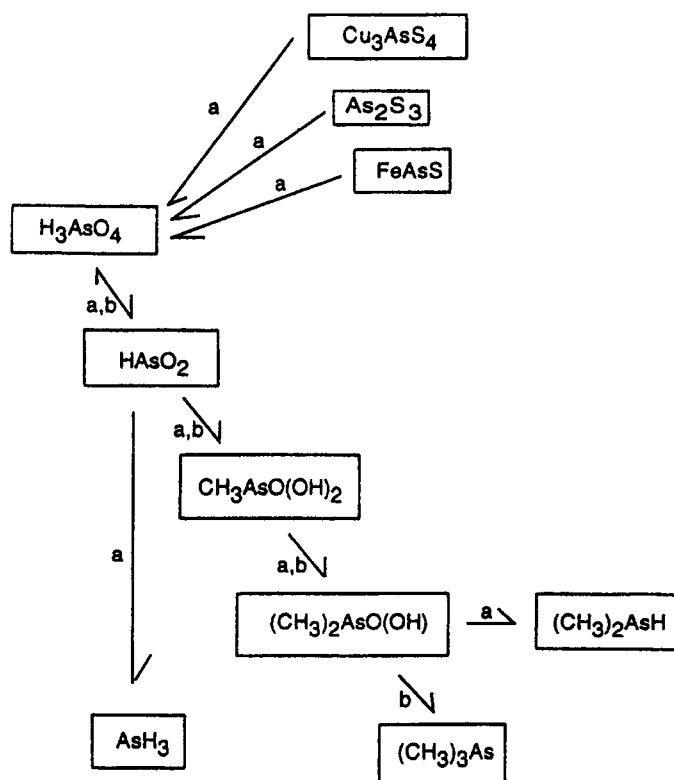 Cu₃AsS₄
a
As₂S₃
a
FeAsS
a
H₃AsO₄
a,b
HAsO₂
a,b
CH₃AsO(OH)₂
a
a,b
(CH₃)₂AsO(OH)
a
(CH₃)₂AsH
b
AsH₃
(CH₃)₃As